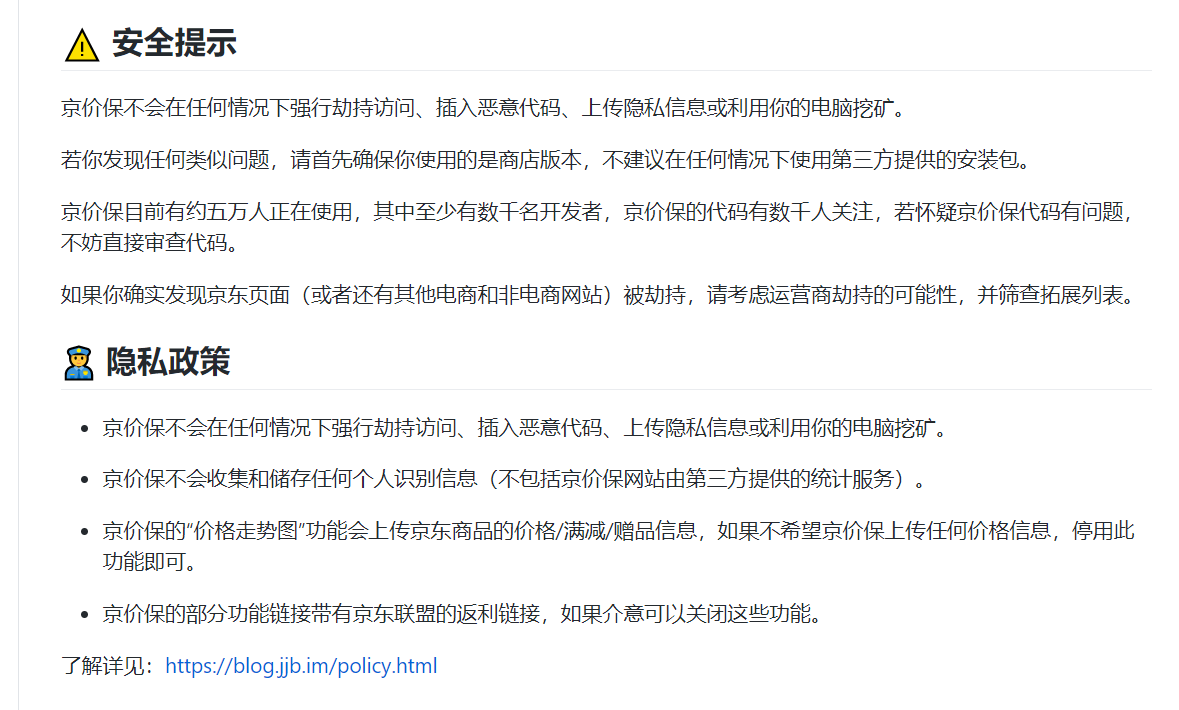 ⚠️ 安全提示
京价保不会在任何情况下强行劫持访问、插入恶意代码、上传隐私信息或利用你的电脑挖矿。
若你发现任何类似问题，请首先确保你使用的是商店版本，不建议在任何情况下使用第三方提供的安装包。
京价保目前有约五万人正在使用，其中至少有数千名开发者，京价保的代码有数千人关注，若怀疑京价保代码有问题，
不妨直接审查代码。
如果你确实发现京东页面（或者还有其他电商和非电商网站）被劫持，请考虑运营商劫持的可能性，并筛查拓展列表。
👮 隐私政策
• 京价保不会在任何情况下强行劫持访问、插入恶意代码、上传隐私信息或利用你的电脑挖矿。
• 京价保不会收集和储存任何个人识别信息（不包括京价保网站由第三方提供的统计服务）。
• 京价保的“价格走势图”功能会上传京东商品的价格/满减/赠品信息，如果不希望京价保上传任何价格信息，停用此
功能即可。
• 京价保的部分功能链接带有京东联盟的返利链接，如果介意可以关闭这些功能。
了解详见：https://blog.jjb.im/policy.html